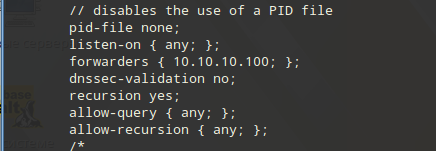 // disables the use of a PID file
pid-file none;
listen-on { any; };
forwarders { 10.10.10.100; };
dnssec-validation no;
recursion yes;
allow-query { any; };
allow-recursion { any; };
/*